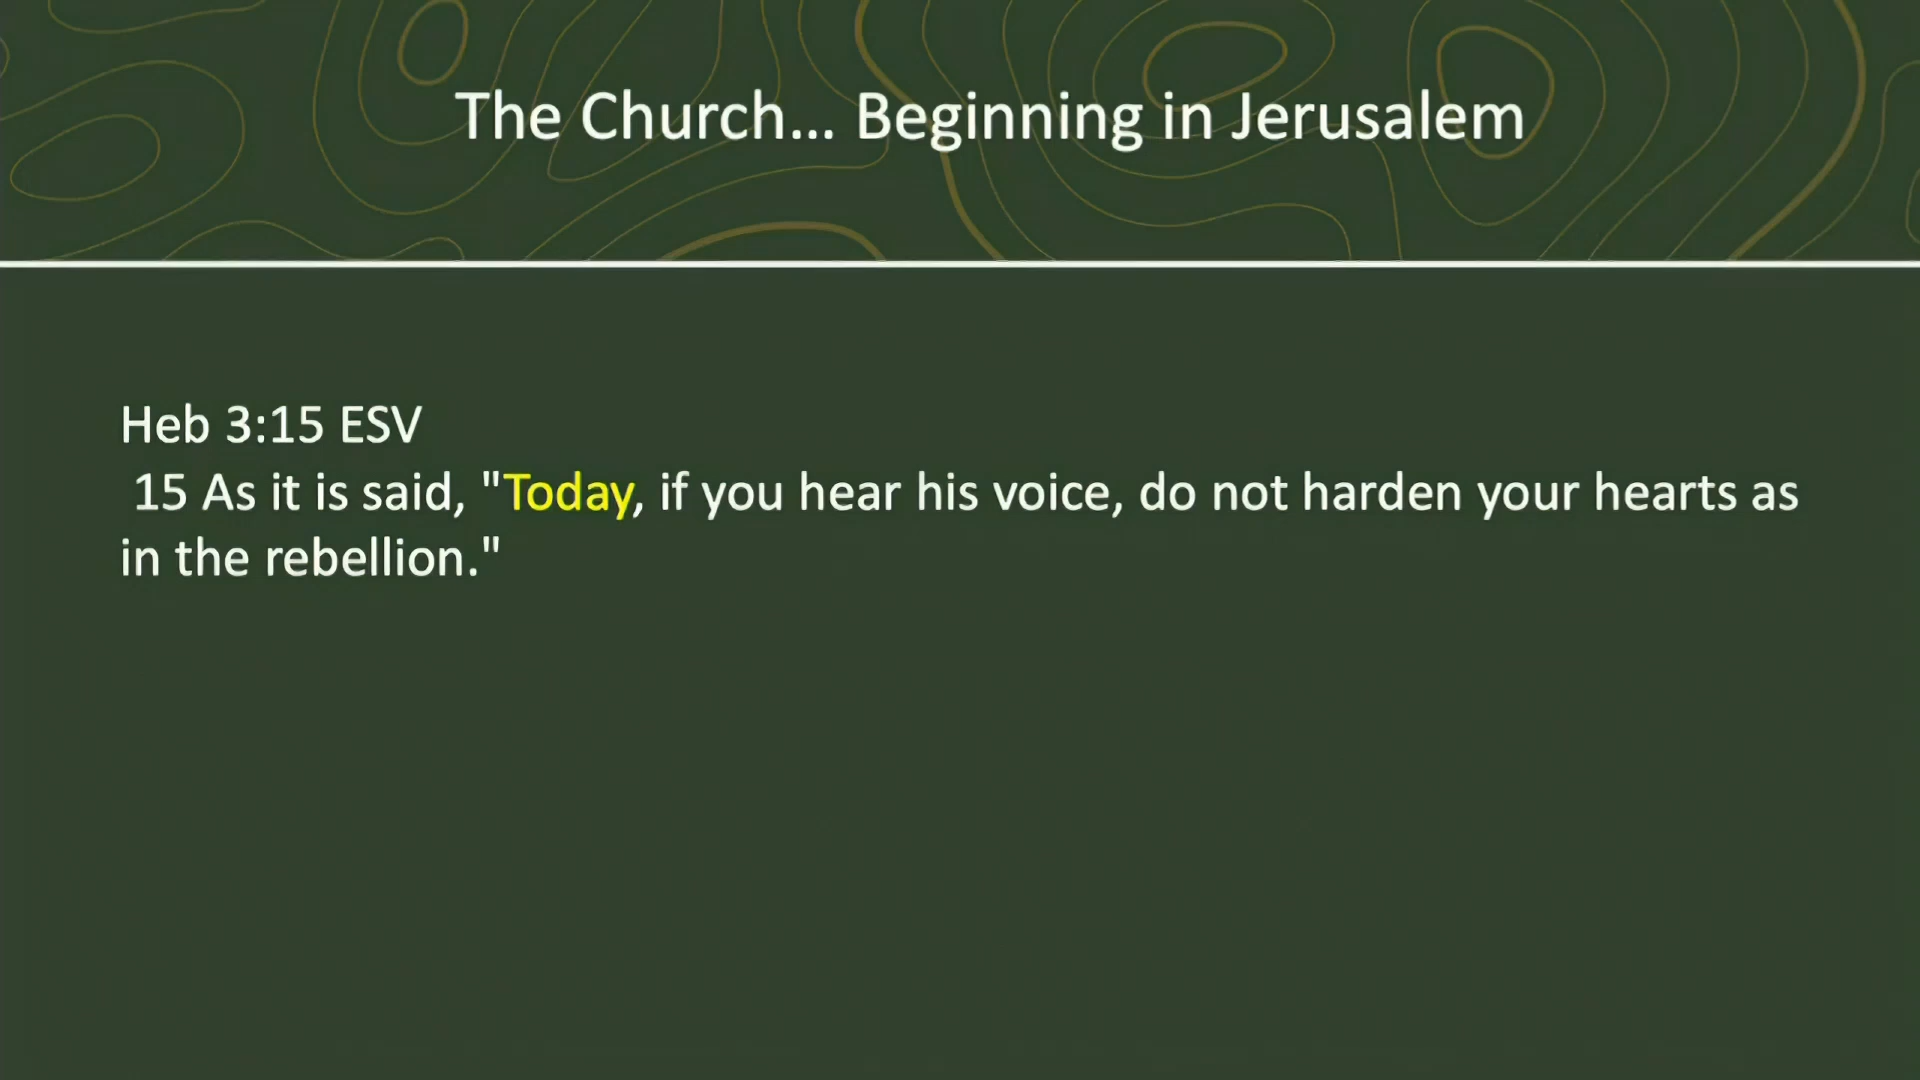 The Church... Beginning in Jerusalem
Heb 3:15 ESV
15 As it is said, "Today, if you hear his voice, do not harden your hearts as
in the rebellion."